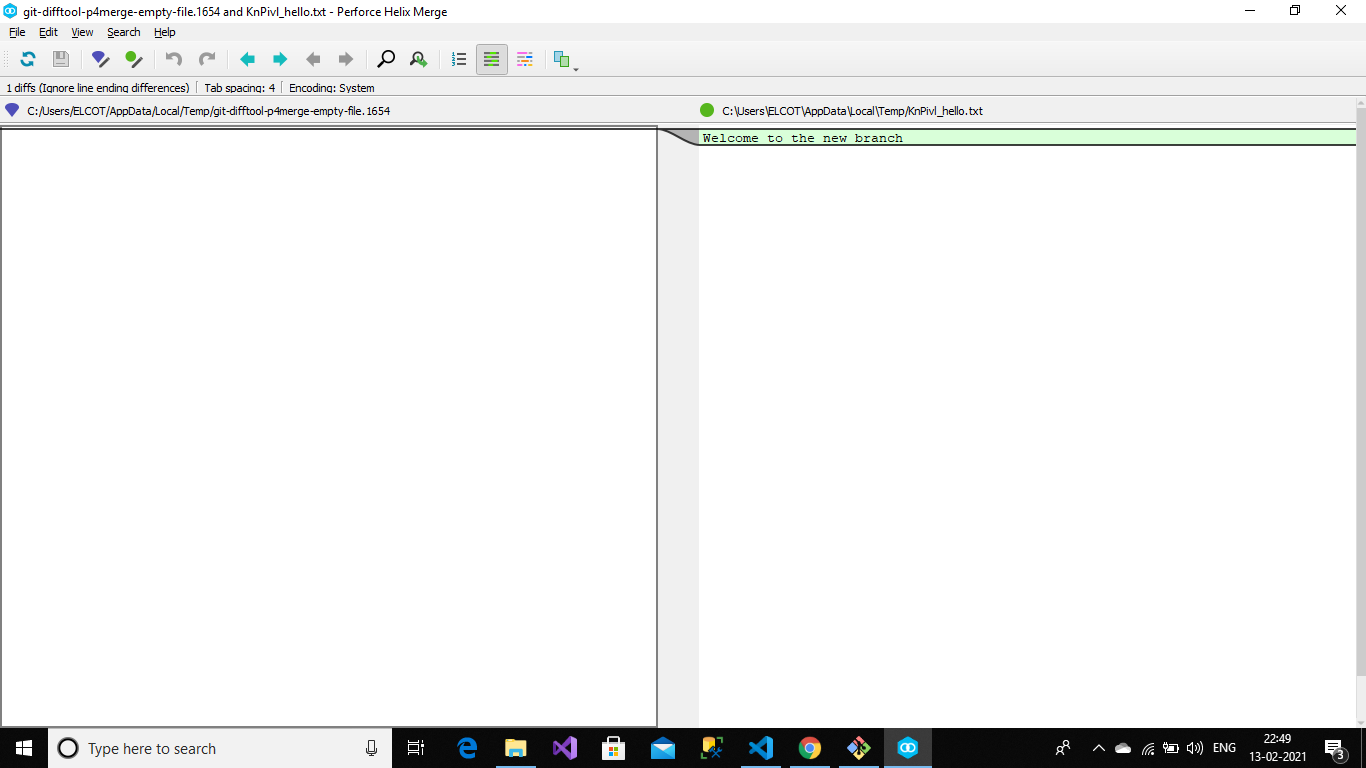 git-difftool-p4merge-empty-file.1654 and KnPivl_hello.txt - Perforce Helix Merge
File Edit View Search Help
1 diffs (Ignore line ending differences) Tab spacing: 4 Encoding: System
C:/Users/ELCOT/AppData/Local/Temp/git-difftool-p4merge-empty-file.1654
C:\Users\ELCOT\AppData\Local\Temp/KnPivl_hello.txt
Welcome to the new branch
Type here to search
ENG
22:49
13-02-2021
3